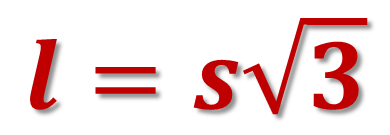 l = s√3